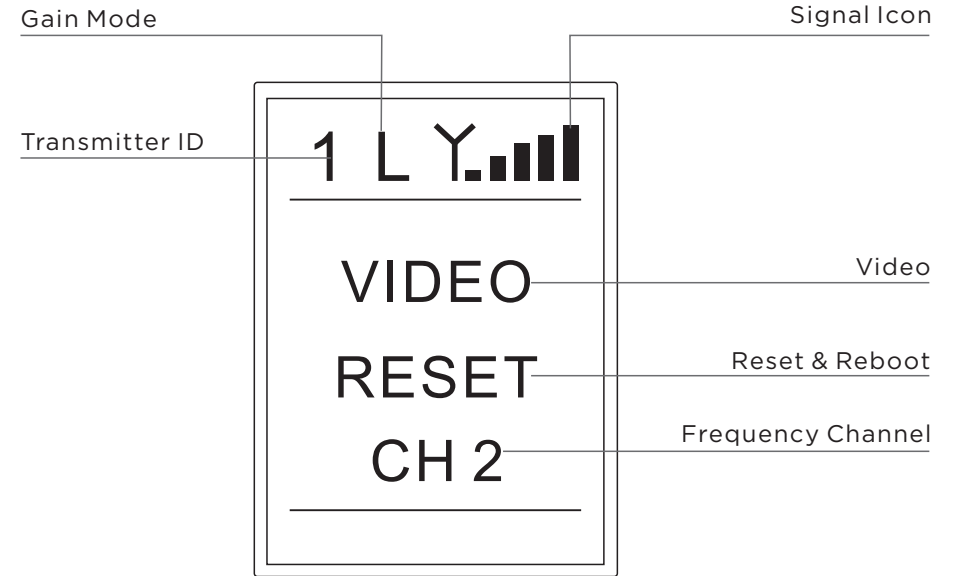 Gain Mode
Signal Icon
Transmitter ID
1 L
VIDEO
Video
RESET
Reset & Reboot
CH 2
Frequency Channel